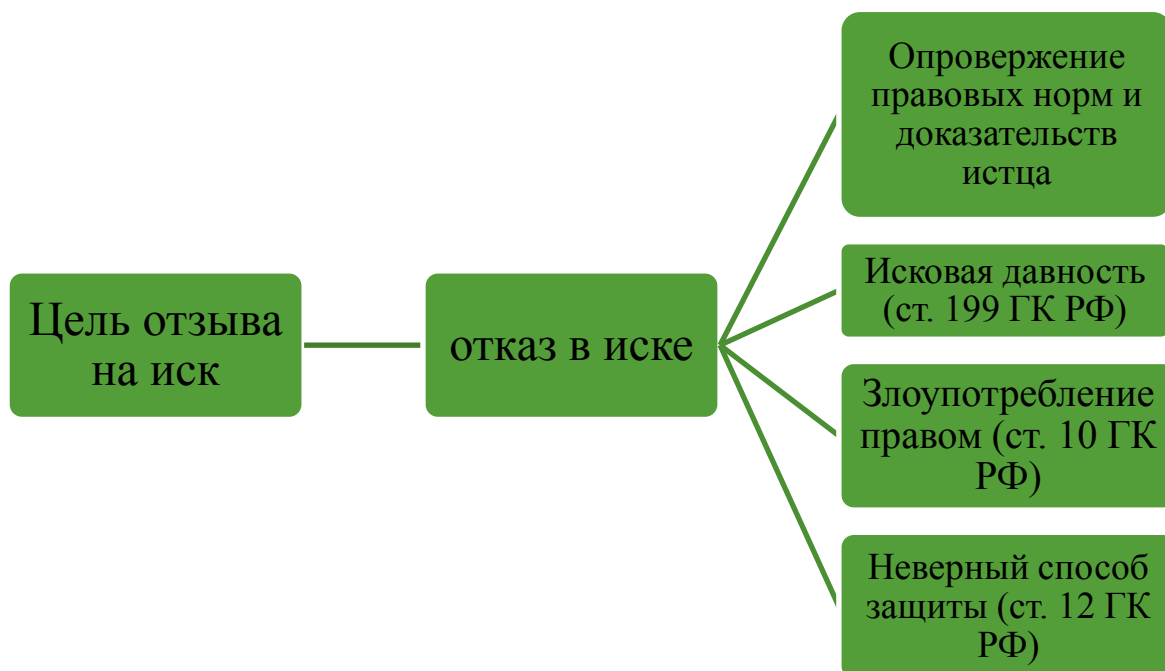 Цель отзыва
на иск
отказ в иске
Опровержение
правовых норм и
доказательств
истца
Исковая давность
(ст. 199 ГК РФ)
Злоупотребление
правом (ст. 10 ГК
РФ)
Неверный способ
защиты (ст. 12 ГК
РФ)